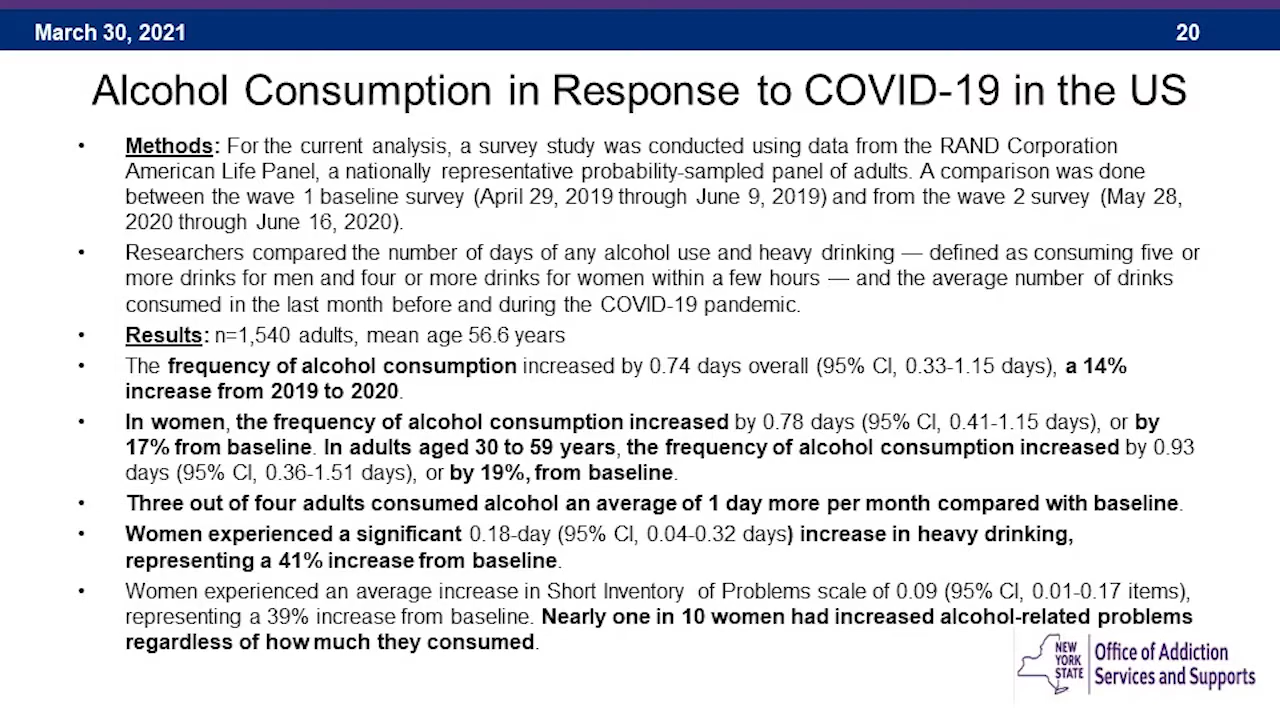 March 30, 2021
20
Alcohol Consumption in Response to COVID-19 in the US
• Methods: For the current analysis, a survey study was conducted using data from the RAND Corporation
American Life Panel, a nationally representative probability-sampled panel of adults. A comparison was done
between the wave 1 baseline survey (April 29, 2019 through June 9, 2019) and from the wave 2 survey (May 28,
2020 through June 16, 2020).
• Researchers compared the number of days of any alcohol use and heavy drinking — defined as consuming five or
more drinks for men and four or more drinks for women within a few hours — and the average number of drinks
consumed in the last month before and during the COVID-19 pandemic.
• Results: n=1,540 adults, mean age 56.6 years
• The frequency of alcohol consumption increased by 0.74 days overall (95% CI, 0.33-1.15 days), a 14%
increase from 2019 to 2020.
• In women, the frequency of alcohol consumption increased by 0.78 days (95% CI, 0.41-1.15 days), or by
17% from baseline. In adults aged 30 to 59 years, the frequency of alcohol consumption increased by 0.93
days (95% CI, 0.36-1.51 days), or by 19%, from baseline.
• Three out of four adults consumed alcohol an average of 1 day more per month compared with baseline.
• Women experienced a significant 0.18-day (95% CI, 0.04-0.32 days) increase in heavy drinking,
representing a 41% increase from baseline.
• Women experienced an average increase in Short Inventory of Problems scale of 0.09 (95% CI, 0.01-0.17 items),
representing a 39% increase from baseline. Nearly one in 10 women had increased alcohol-related problems
regardless of how much they consumed.
NEW
YORK
STATE
Office of Addiction
Services and Supports